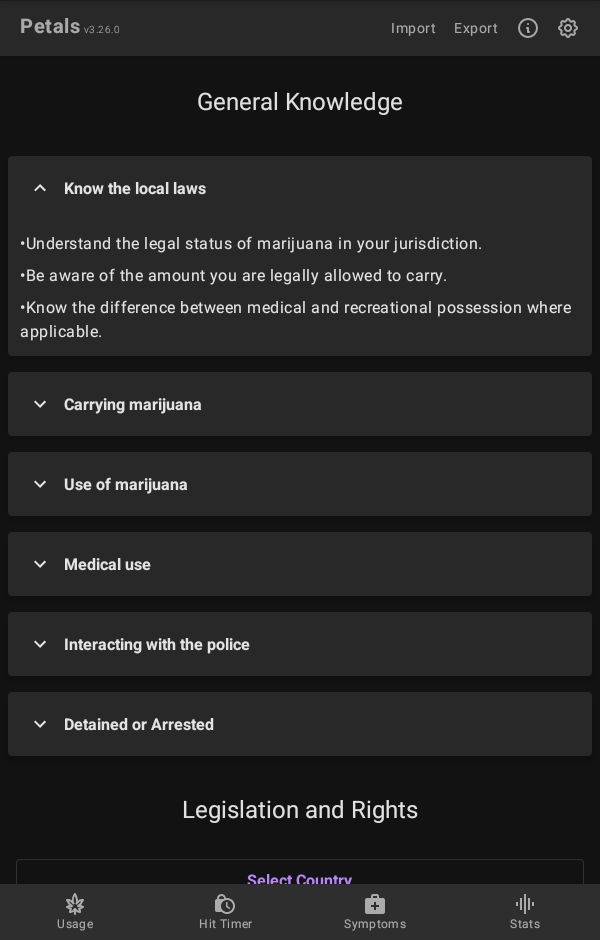 Petals v3.26.0 Import Export
General Knowledge
Know the local laws
•Understand the legal status of marijuana in your jurisdiction.
•Be aware of the amount you are legally allowed to carry.
•Know the difference between medical and recreational possession where
applicable.
Carrying marijuana
Use of marijuana
Medical use
Interacting with the police
Detained or Arrested
Legislation and Rights
Select Country
Usage Hit Timer Symptoms Stats